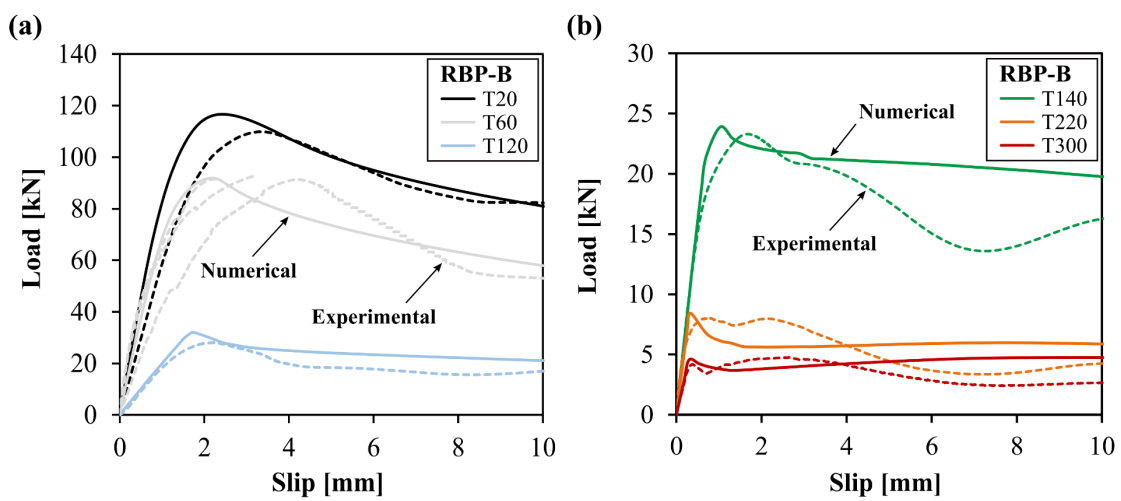 (a)
140
120
100
80
60
40
20
0
Load [kN]
0 2 4 6 8 10
Slip [mm]
RBP-B
T20
T60
T120
Numerical
Experimental
(b)
30
25
20
15
10
5
0
Load [kN]
0 2 4 6 8 10
Slip [mm]
RBP-B
T140
T220
T300
Numerical
Experimental